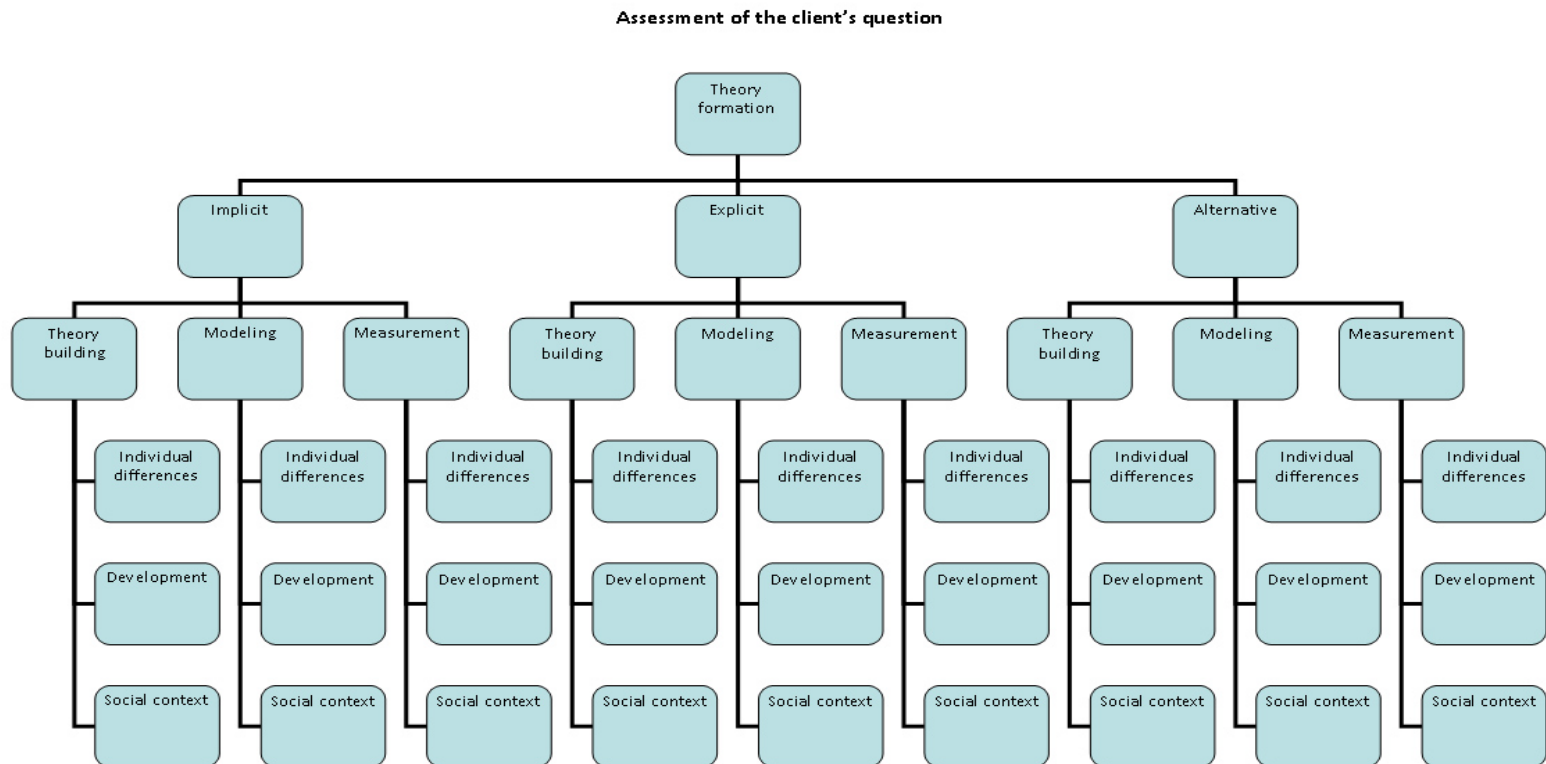 Assessment of the client's question
Theory
formation
Implicit
Explicit
Alternative
Theory
building
Modeling
Measurement
Theory
building
Modeling
Measurement
Theory
building
Modeling
Measurement
Individual
differences
Individual
differences
Individual
differences
Individual
differences
Individual
differences
Individual
differences
Individual
differences
Individual
differences
Individual
differences
Development
Development
Development
Development
Development
Development
Development
Development
Development
Social context
Social context
Social context
Social context
Social context
Social context
Social context
Social context
Social context